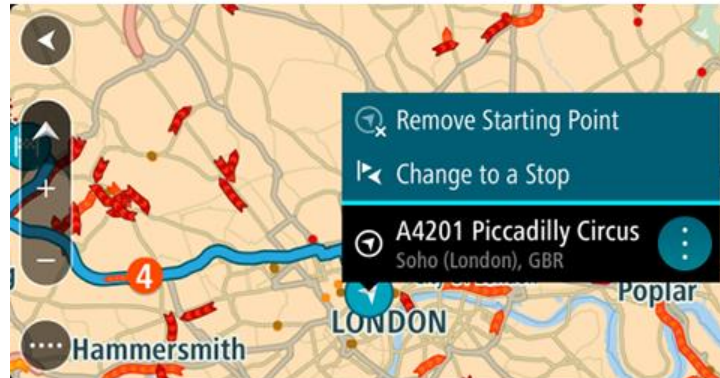 Remove Starting Point
Change to a Stop
A4201 Piccadilly Circus
Soho (London), GBR
4
Poplar
LONDON
Hammersmith